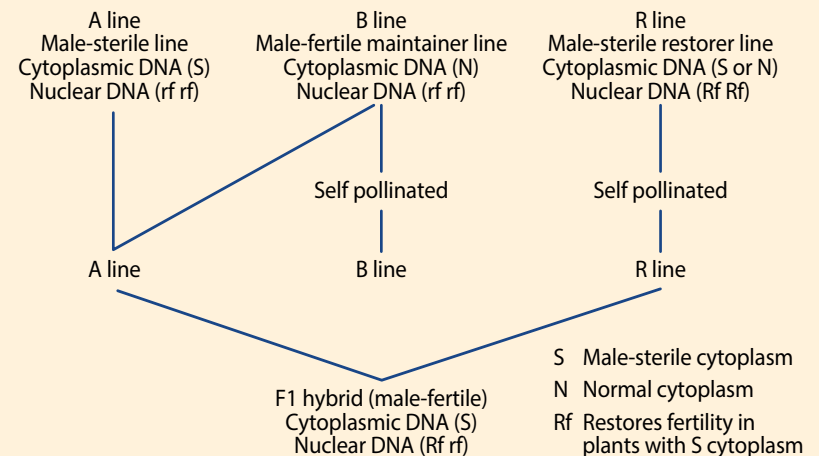 A line
Male-sterile line
Cytoplasmic DNA (S)
Nuclear DNA (rf rf)
B line
Male-fertile maintainer line
Cytoplasmic DNA (N)
Nuclear DNA (rf rf)
R line
Male-sterile restorer line
Cytoplasmic DNA (S or N)
Nuclear DNA (Rf Rf)
Self pollinated
Self pollinated
A line
B line
R line
F1 hybrid (male-fertile)
Cytoplasmic DNA (S)
Nuclear DNA (Rf rf)
S Male-sterile cytoplasm
N Normal cytoplasm
Rf Restores fertility in
plants with S cytoplasm